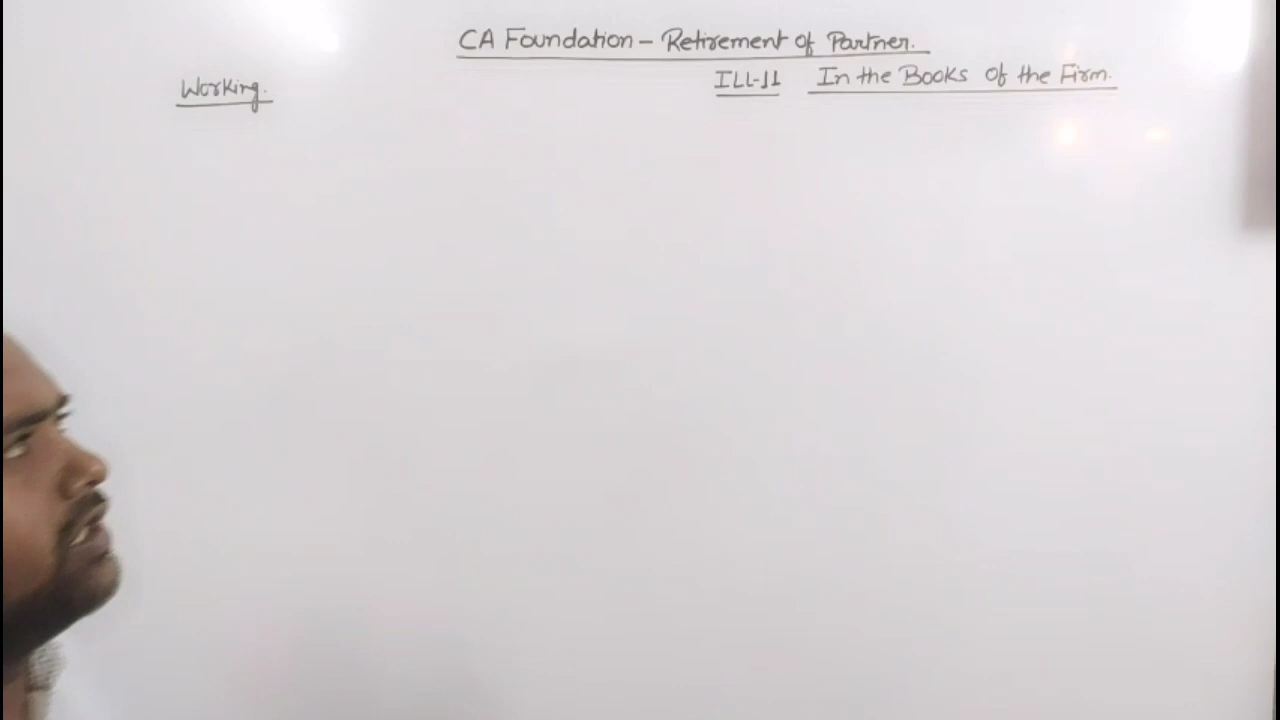 CA Foundation - Retirement of Partner.
Working.
ILL-11 In the Books of the Firm.